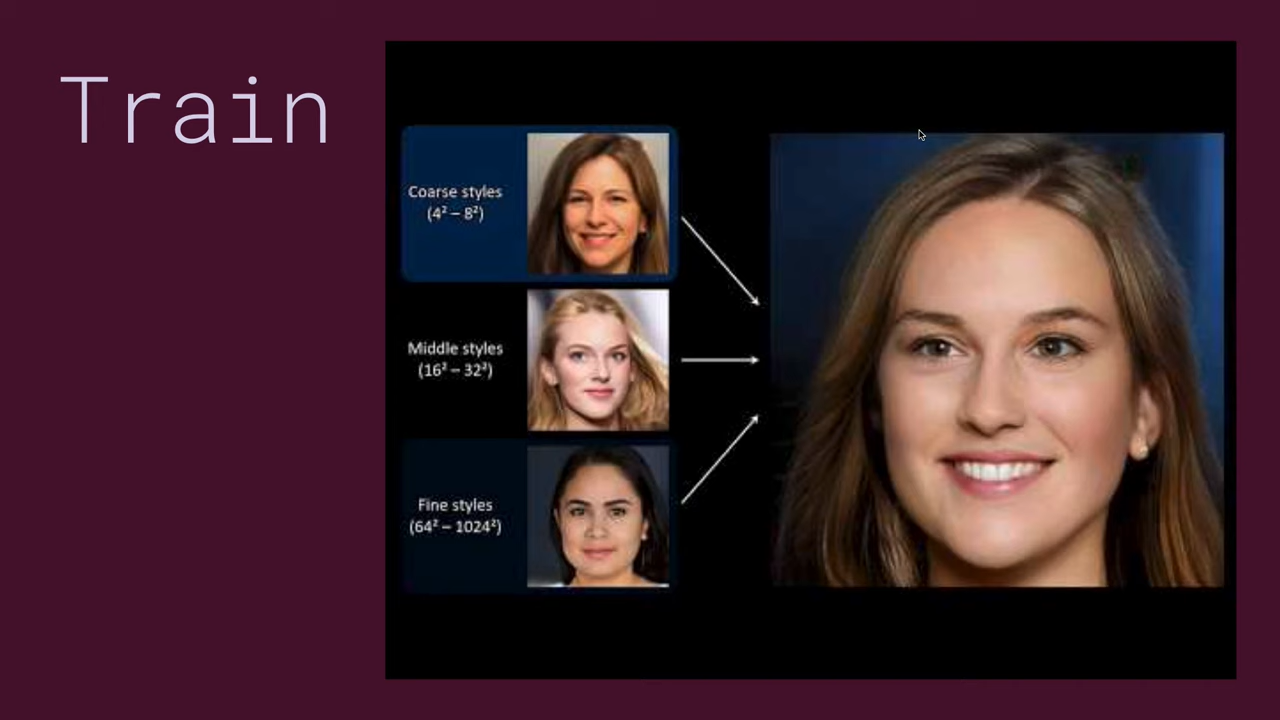 Train
Coarse styles
(4² – 8²)
Middle styles
(16² – 32²)
Fine styles
(64² – 1024²)